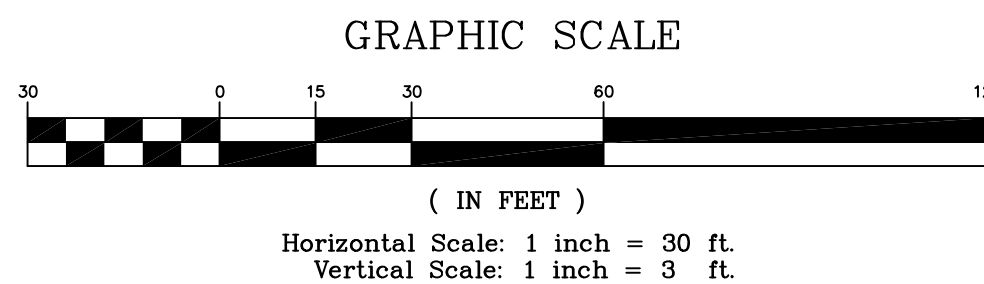 GRAPHIC SCALE
30 0 15 30 60
( IN FEET )
Horizontal Scale: 1 inch = 30 ft.
Vertical Scale: 1 inch = 3 ft.